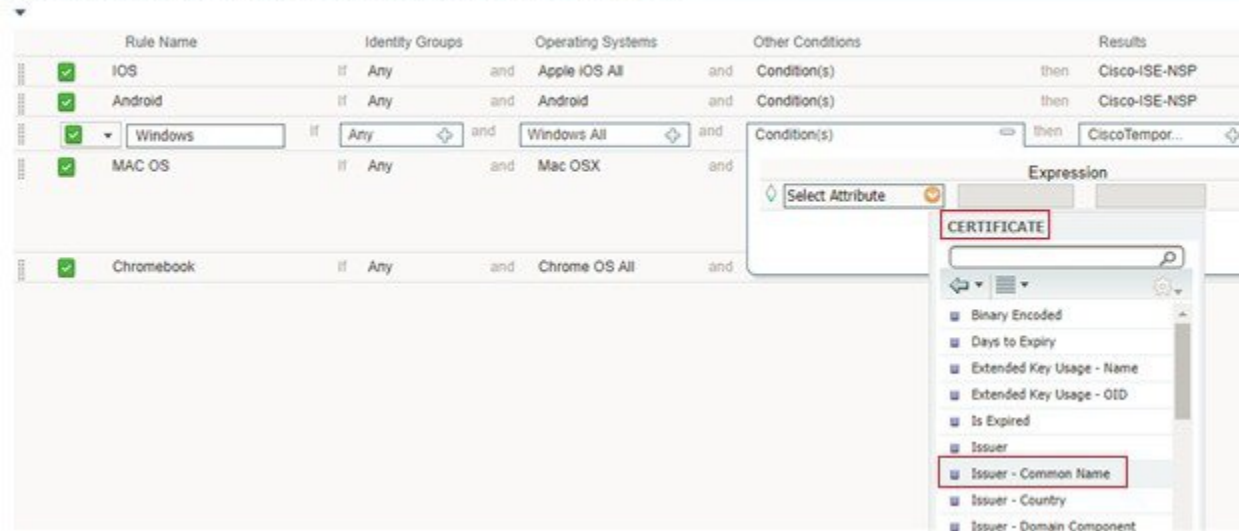 Rule Name Identity Groups Operating Systems Other Conditions Results
IOS If Any and Apple iOS All and Condition(s) then Cisco-ISE-NSP
Android If Any and Android and Condition(s) then Cisco-ISE-NSP
Windows If Any and Windows All and Condition(s) then CiscoTempor...
MAC OS If Any and Mac OSX and
Expression
Select Attribute
CERTIFICATE
Chromebook If Any and Chrome OS All and
Binary Encoded
Days to Expiry
Extended Key Usage - Name
Extended Key Usage - OID
Is Expired
Issuer
Issuer - Common Name
Issuer - Country
Issuer - Domain Component